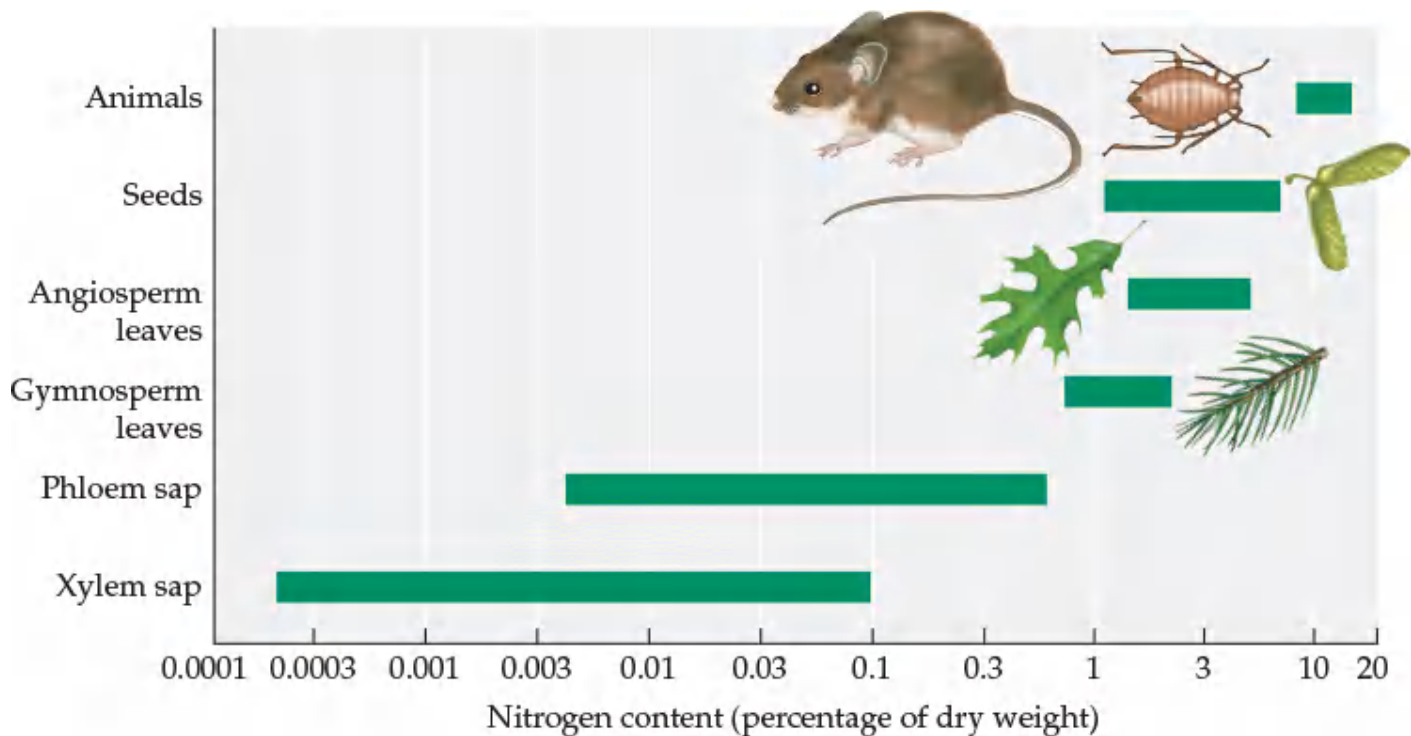 Animals
Seeds
Angiosperm
leaves
Gymnosperm
leaves
Phloem sap
Xylem sap
0.0001 0.0003 0.001 0.003 0.01 0.03 0.1 0.3 1 3 10 20
Nitrogen content (percentage of dry weight)